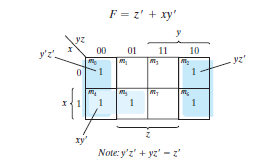 F = z' + xy'
y
yz
y'z'
x
00 01 11 10
yz'
m₀ m₁ m₃ m₂
0 1 1
m₄ m₅ m₇ m₆
x 1 1 1 1
xy'
z
Note: y'z' + yz' = z'